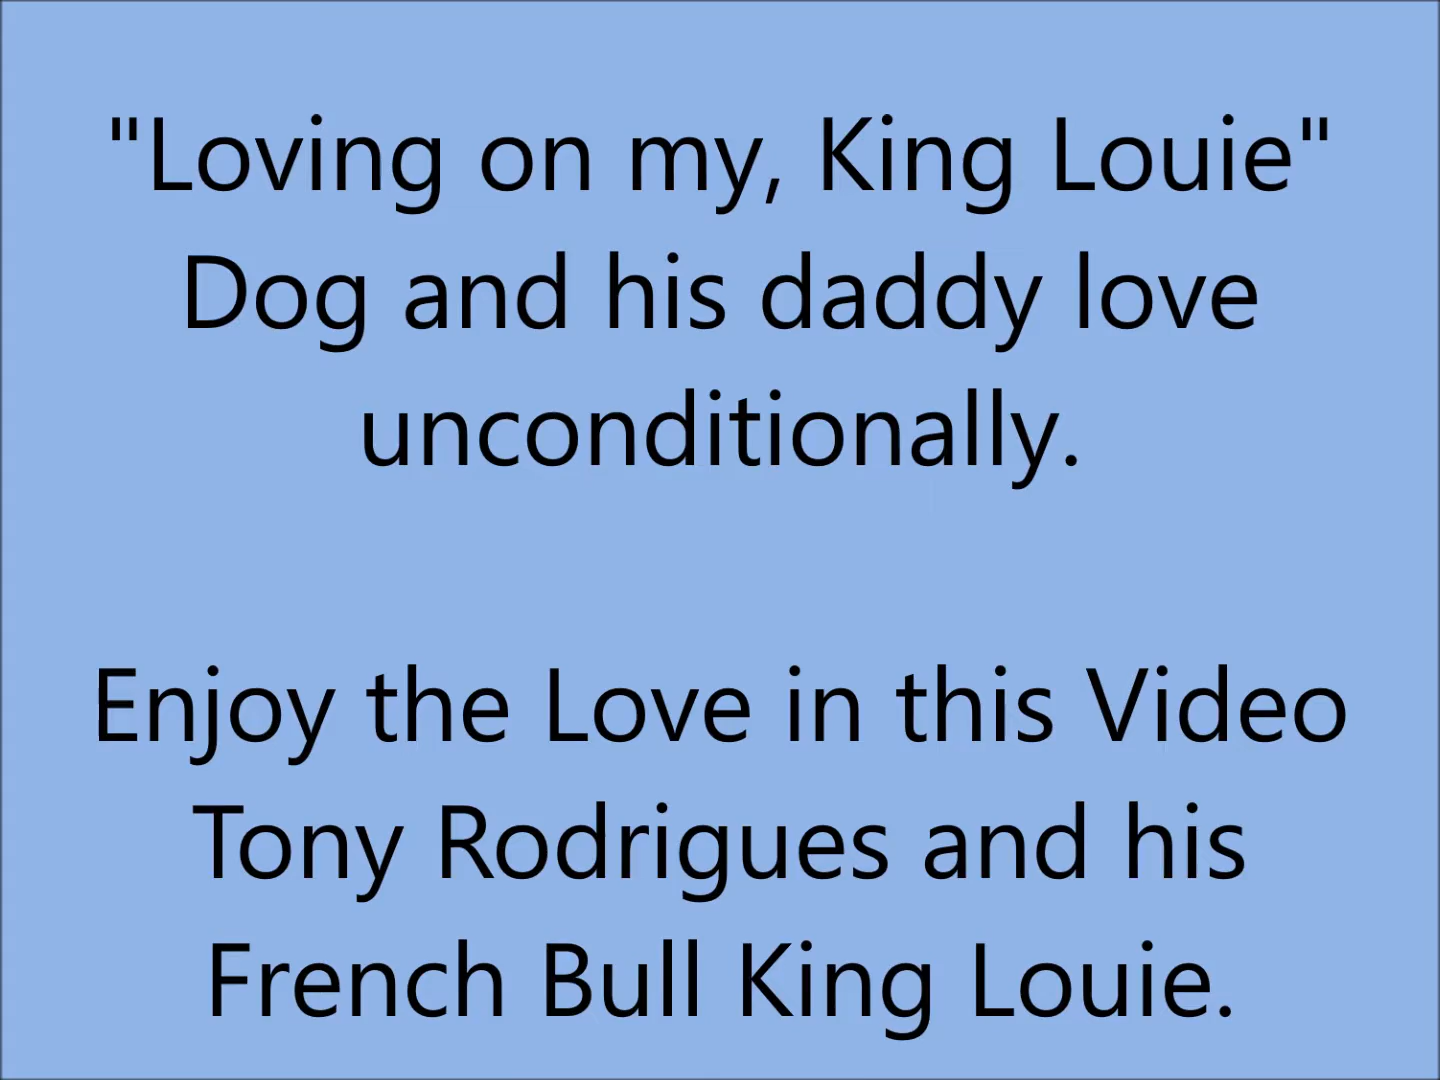 "Loving on my, King Louie"
Dog and his daddy love
unconditionally.
Enjoy the Love in this Video
Tony Rodrigues and his
French Bull King Louie.